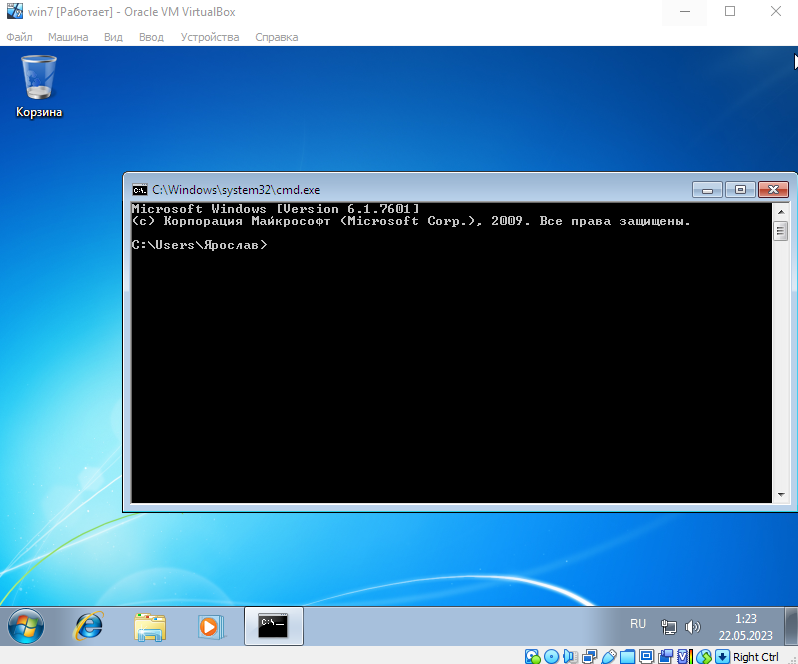 win7 [Работает] - Oracle VM VirtualBox
Файл Машина Вид Ввод Устройства Справка
Корзина
C:\Windows\system32\cmd.exe
Microsoft Windows [Version 6.1.7601]
(c) Корпорация Майкрософт (Microsoft Corp.), 2009. Все права защищены.
C:\Users\Ярослав>
RU
1:23
22.05.2023
Right Ctrl